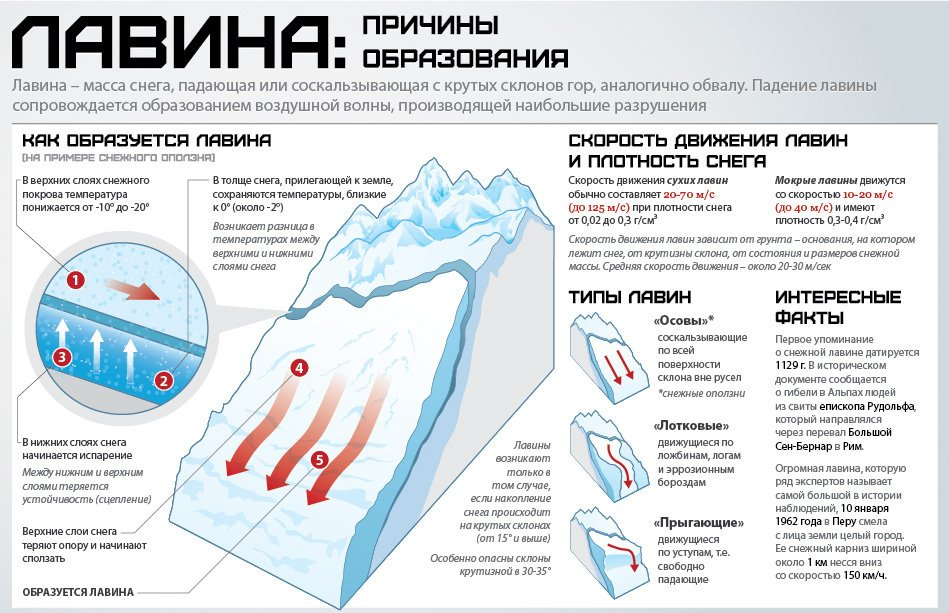 ЛАВИНА:
ПРИЧИНЫ
ОБРАЗОВАНИЯ
Лавина – масса снега, падающая или соскальзывающая с крутых склонов гор, аналогично обвалу. Падение лавины
сопровождается образованием воздушной волны, производящей наибольшие разрушения
КАК ОБРАЗУЕТСЯ ЛАВИНА
(НА ПРИМЕРЕ СНЕЖНОГО ОПОЛЗНЯ)
В верхних слоях снежного
покрова температура
понижается от -10° до -20°
В толще снега, прилегающей к земле,
сохраняются температуры, близкие
к 0° (около -2°)
Возникает разница в
температурах между
верхними и нижними
слоями снега
1
2
3
4
5
В нижних слоях снега
начинается испарение
Между нижним и верхним
слоями теряется
устойчивость (сцепление)
Верхние слои снега
теряют опору и начинают
сползать
ОБРАЗУЕТСЯ ЛАВИНА
Лавины
возникают
только в
том случае,
если накопление
снега происходит
на крутых склонах
(от 15° и выше)
Особенно опасны склоны
крутизной в 30-35°
СКОРОСТЬ ДВИЖЕНИЯ ЛАВИН
И ПЛОТНОСТЬ СНЕГА
Скорость движения сухих лавин
обычно составляет 20-70 м/с
(до 125 м/с) при плотности снега
от 0,02 до 0,3 г/см³
Мокрые лавины движутся
со скоростью 10-20 м/с
(до 40 м/с) и имеют
плотность 0,3-0,4 г/см³
Скорость движения лавин зависит от грунта – основания, на котором
лежит снег, от крутизны склона, от состояния и размеров снежной
массы. Средняя скорость движения – около 20-30 м/сек
ТИПЫ ЛАВИН
«Осовы»*
соскальзывающие
по всей
поверхности
склона вне русел
*снежные оползни
«Лотковые»
движущиеся по
ложбинам, логам
и эррозионным
бороздам
«Прыгающие»
движущиеся
по уступам, т.е.
свободно
падающие
ИНТЕРЕСНЫЕ
ФАКТЫ
Первое упоминание
о снежной лавине датируется
1129 г. В историческом
документе сообщается
о гибели в Альпах людей
из свиты епископа Рудольфа,
который направлялся
через перевал Большой
Сен-Бернар в Рим.
Огромная лавина, которую
ряд экспертов называет
самой большой в истории
наблюдений, 10 января
1962 года в Перу смела
с лица земли целый город.
Ее снежный карниз шириной
около 1 км несся вниз
со скоростью 150 км/ч.